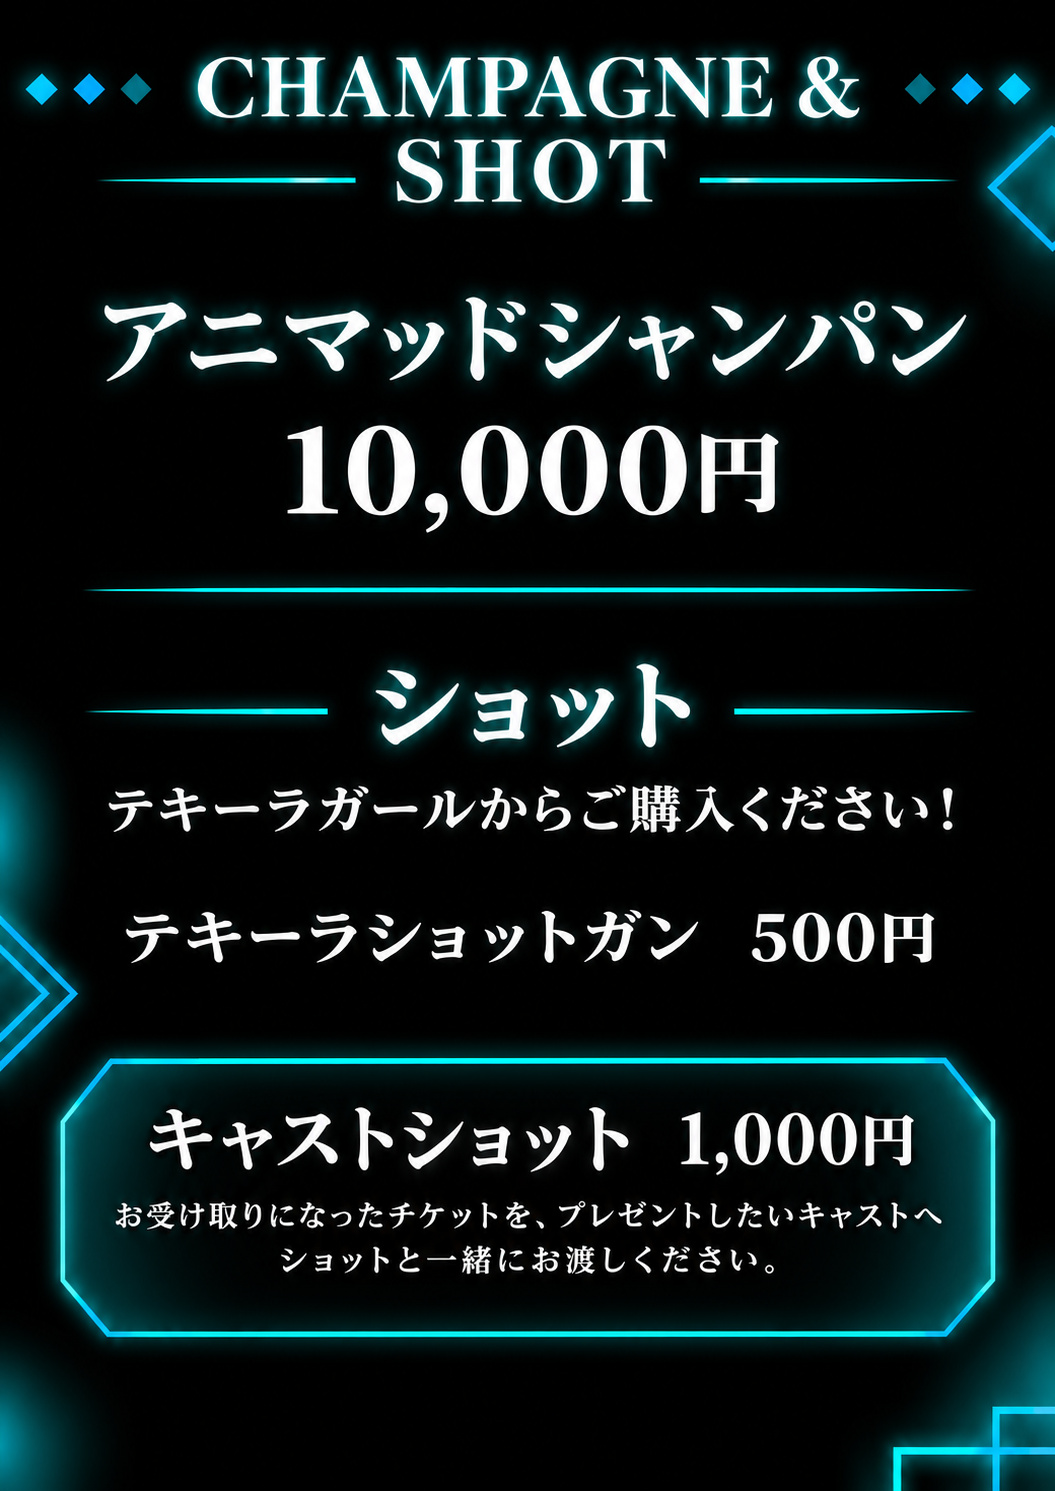 CHAMPAGNE &
SHOT
アニマッドシャンパン
10,000円
ショット
テキーラガールからご購入ください!
テキーラショットガン 500円
キャストショット 1,000円
お受け取りになったチケットを、プレゼントしたいキャストへ
ショットと一緒にお渡しください。